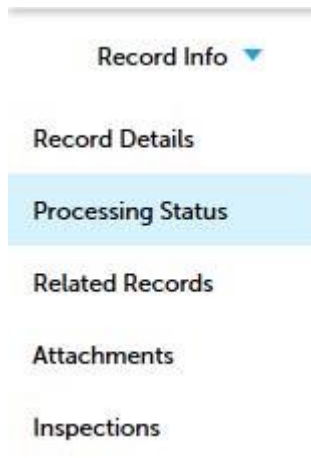 Record Info
Record Details
Processing Status
Related Records
Attachments
Inspections